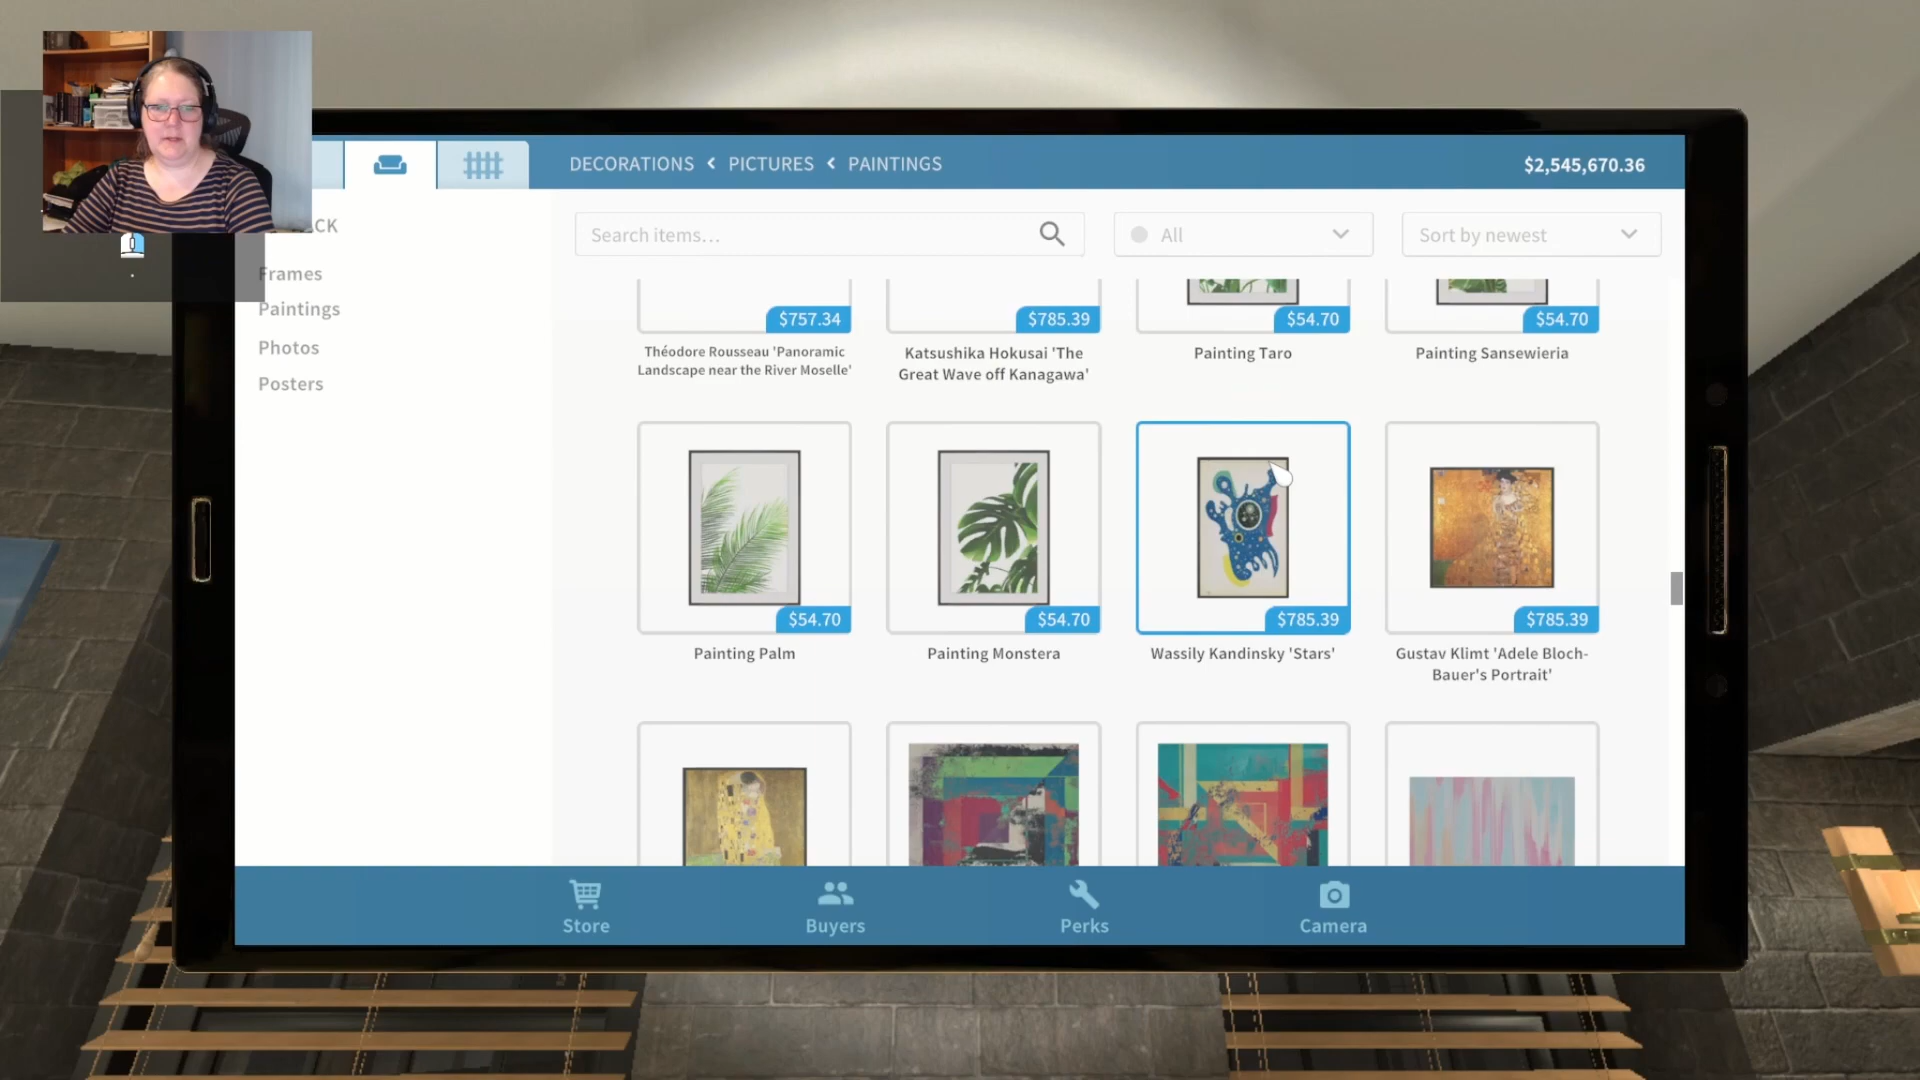 DECORATIONS < PICTURES < PAINTINGS
$2,545,670.36
CK
Frames
Paintings
Photos
Posters
Search items...
All
Sort by newest
$757.34
$785.39
$54.70
$54.70
Théodore Rousseau 'Panoramic
Landscape near the River Moselle'
Katsushika Hokusai 'The
Great Wave off Kanagawa'
Painting Taro
Painting Sansewieria
$54.70
$54.70
$785.39
$785.39
Painting Palm
Painting Monstera
Wassily Kandinsky 'Stars'
Gustav Klimt 'Adele Bloch-
Bauer's Portrait'
Store
Buyers
Perks
Camera